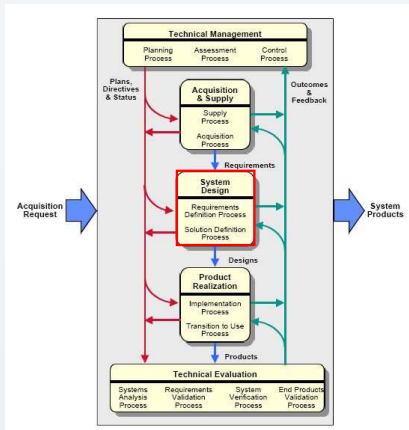 Technical Management
Planning Process
Assessment Process
Control Process
Plans,
Directives
& Status
Outcomes
&
Feedback
Acquisition
& Supply
Supply
Process
Acquisition
Process
Requirements
Acquisition
Request
System
Design
Requirements
Definition Process
Solution Definition
Process
System
Products
Designs
Product
Realization
Implementation
Process
Transition to Use
Process
Products
Technical Evaluation
Systems
Analysis
Process
Requirements
Validation
Process
System
Verification
Process
End Products
Validation
Process